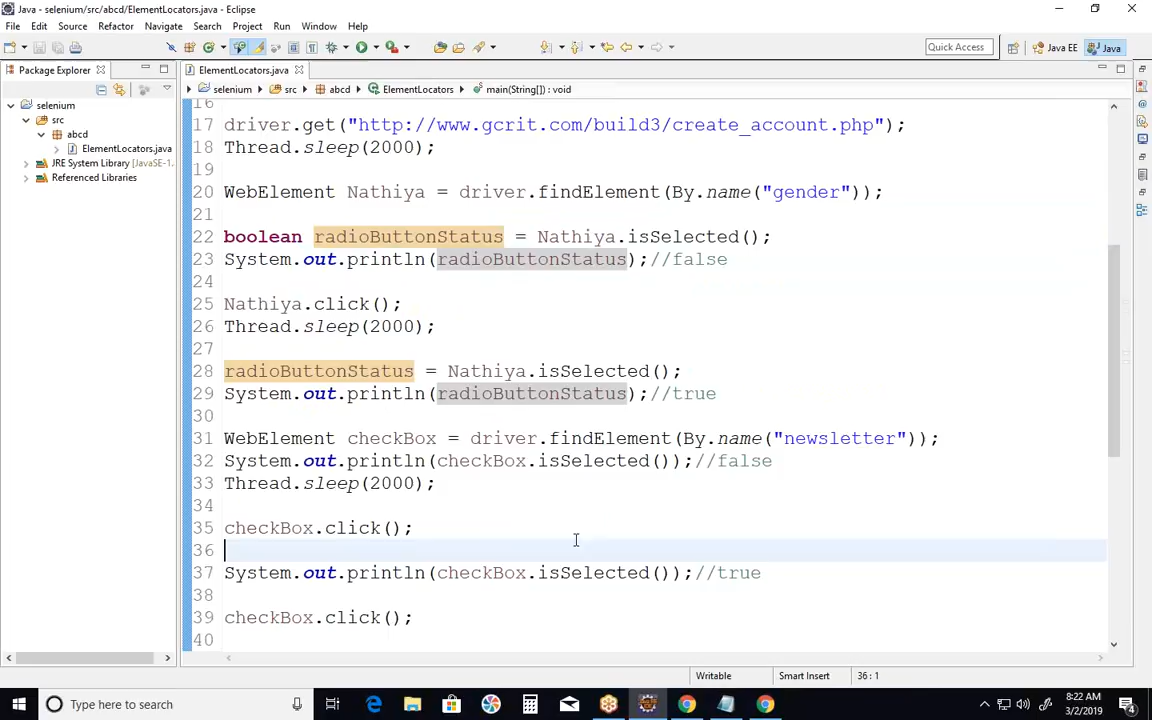 Java - selenium/src/abcd/ElementLocators.java - Eclipse
File Edit Source Refactor Navigate Search Project Run Window Help
Quick Access Java EE Java
Package Explorer ElementLocators.java
selenium src abcd ElementLocators main(String[]) : void
selenium
src
abcd
ElementLocators.java
JRE System Library [JavaSE-1.
Referenced Libraries
16
17 driver.get("http://www.gcrit.com/build3/create_account.php");
18 Thread.sleep(2000);
19
20 WebElement Nathiya = driver.findElement(By.name("gender"));
21
22 boolean radioButtonStatus = Nathiya.isSelected();
23 System.out.println(radioButtonStatus);//false
24
25 Nathiya.click();
26 Thread.sleep(2000);
27
28 radioButtonStatus = Nathiya.isSelected();
29 System.out.println(radioButtonStatus);//true
30
31 WebElement checkBox = driver.findElement(By.name("newsletter"));
32 System.out.println(checkBox.isSelected());//false
33 Thread.sleep(2000);
34
35 checkBox.click();
36
37 System.out.println(checkBox.isSelected());//true
38
39 checkBox.click();
40
Writable Smart Insert 36 : 1
Type here to search
8:22 AM
3/2/2019
4